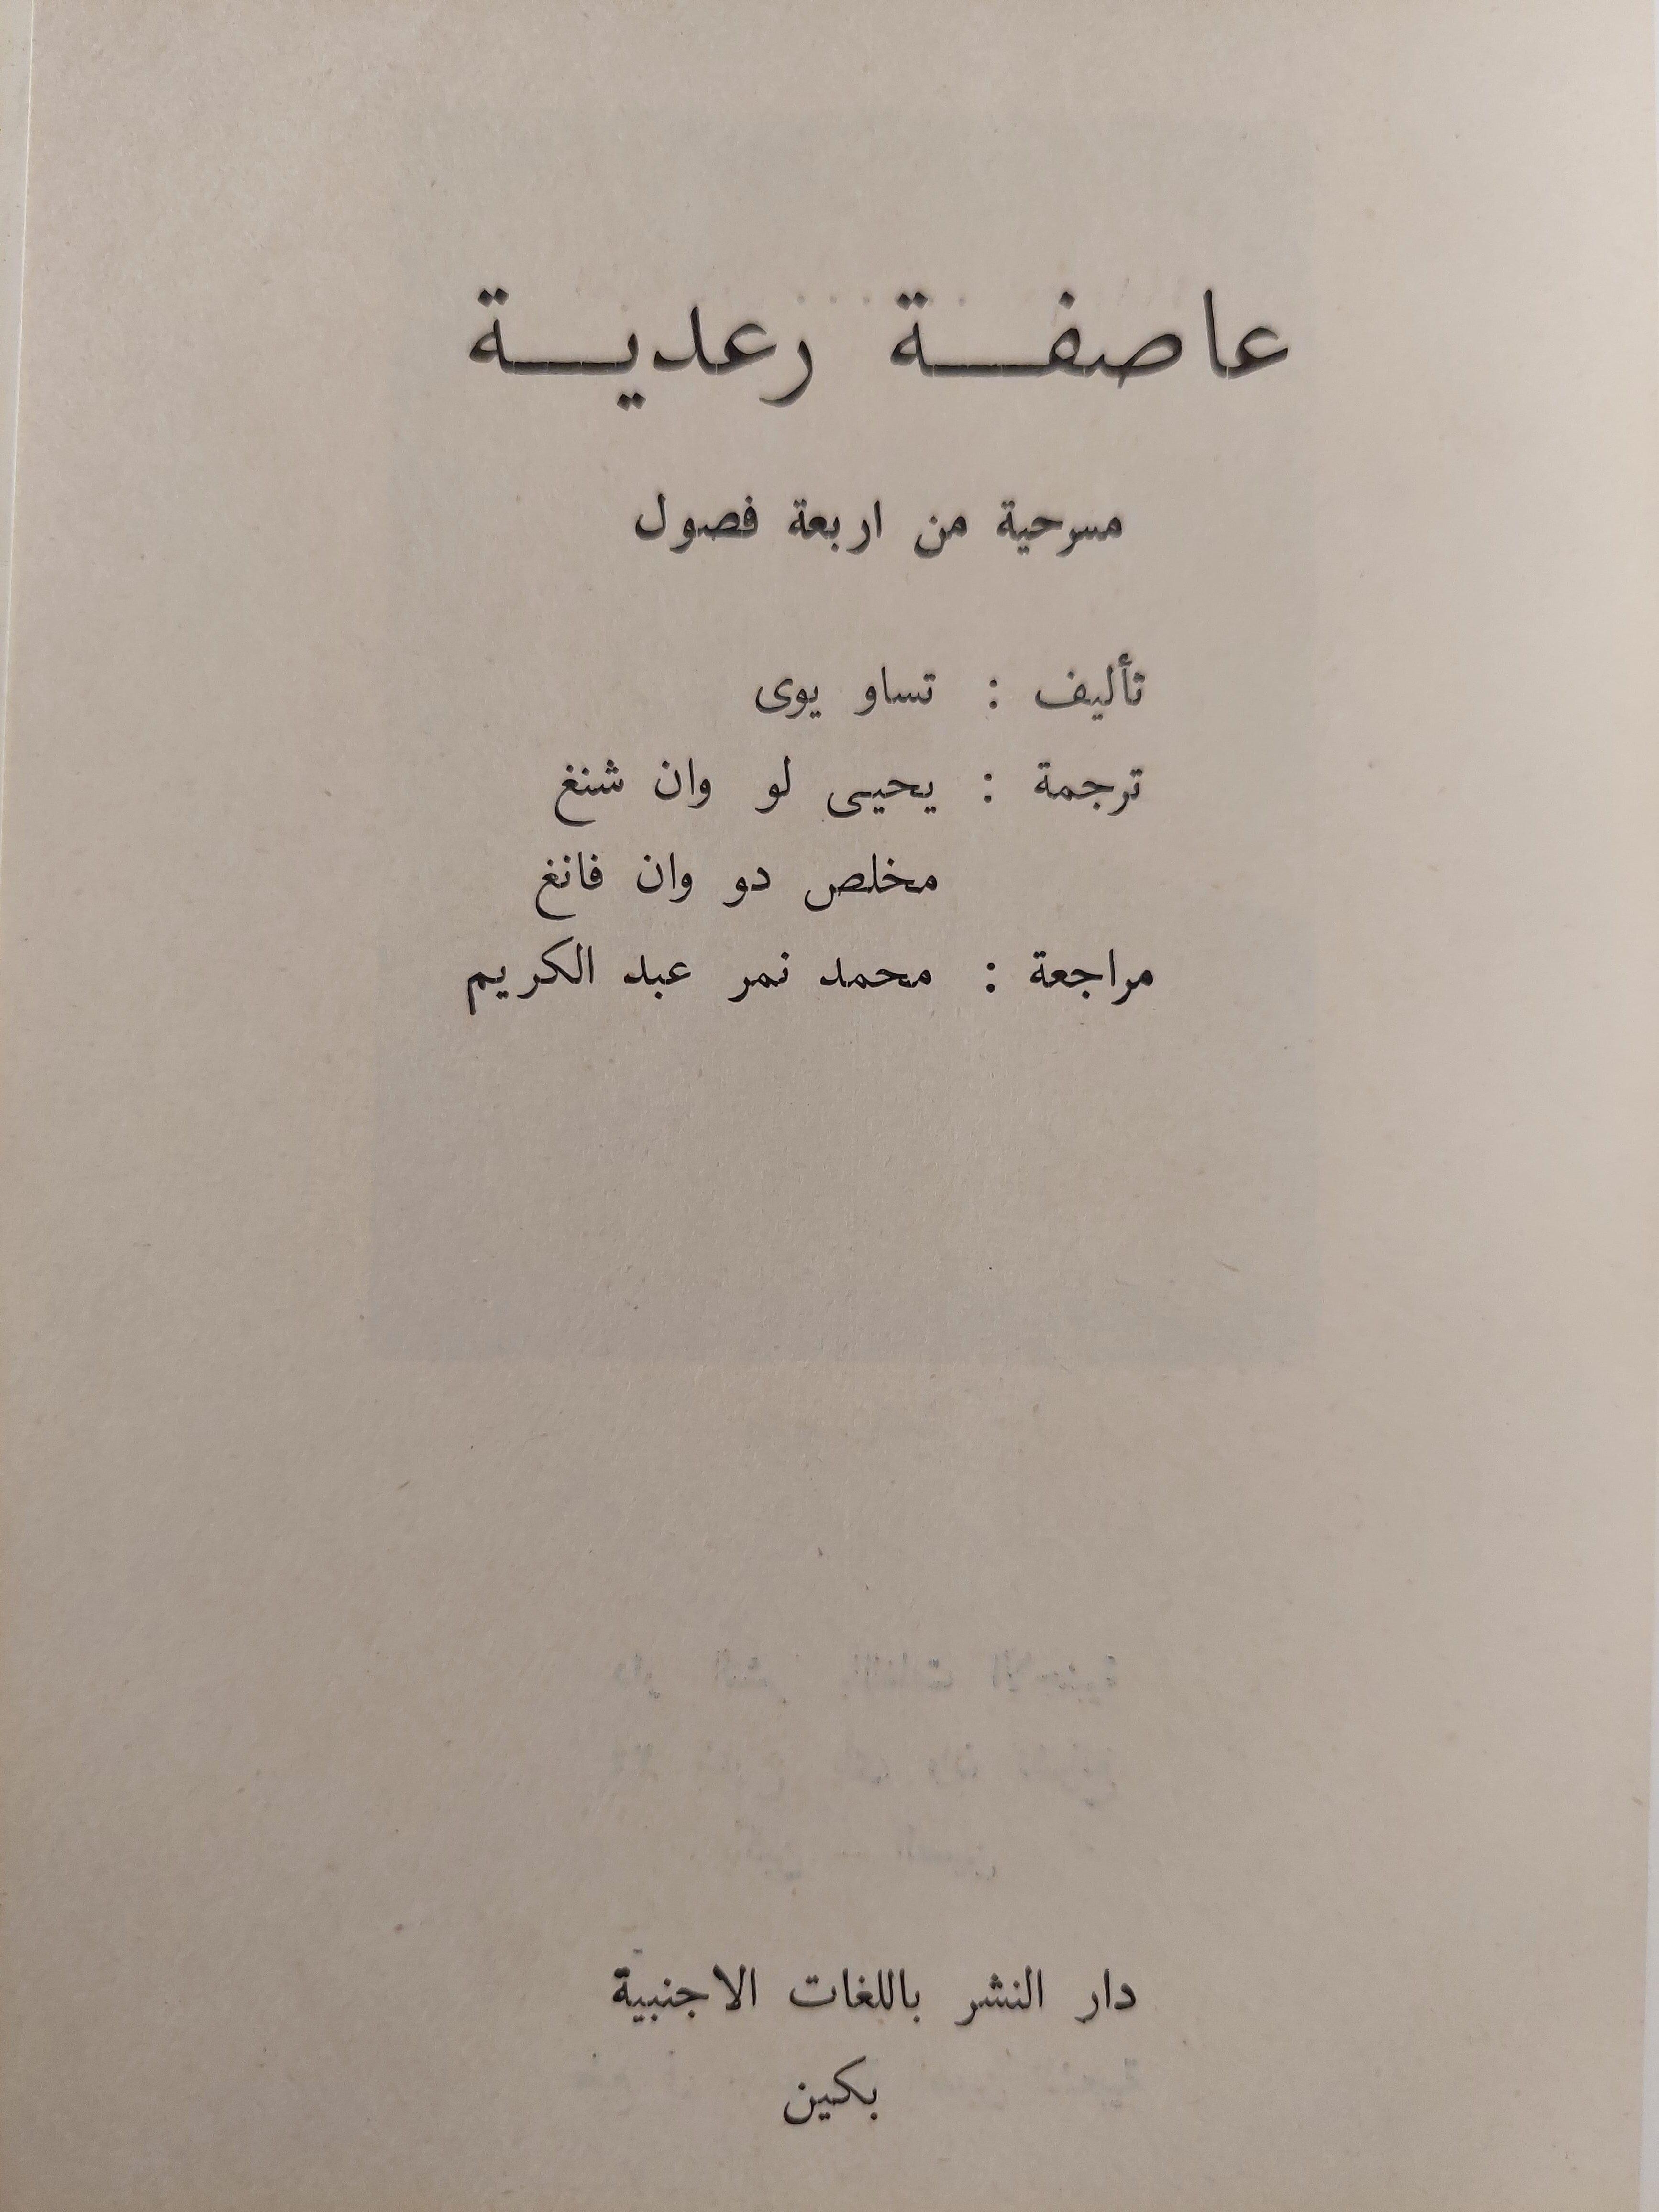 عاصفة رعدية
مسرحية من اربعة فصول
تأليف : تساو يوى
ترجمة : يحيى لو وان شنغ
مخلص دو وان فانغ
مراجعة : محمد نمر عبد الكريم
دار النشر باللغات الاجنبية
بكين